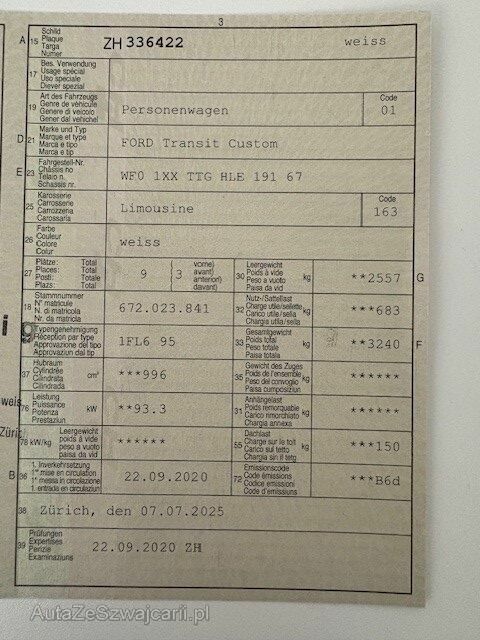 3
A 15 Schild Plaque Targa Numer ZH 336422 weiss
17 Bes. Verwendung Usage spécial Uso speciale Diever spezial
19 Art des Fahrzeugs Genre de véhicule Genere di veicolo Gener dal vehichel Personenwagen Code 01
D 21 Marke und Typ Marque et type Marca e tipo Marca e tip FORD Transit Custom
E 23 Fahrgestell-Nr. Châssis no Telaio n. Schassis nr. WF0 1XX TTG HLE 191 67
25 Karosserie Carrosserie Carrozzeria Carossaria Limousine Code 163
26 Farbe Couleur Colore Colur weiss
27 Plätze: Total Places: Total Posti: Total Plazs: Total 9 (3 vorne) avant) anteriori) davant) 30 Leergewicht Poids à vide Peso a vuoto Paisa da vid kg **2557 G
18 Stammnummer N° matricule N. di matricola Nr. da matricla 672.023.841 32 Nutz-/Sattellast Charge utile/sellette Carico utile/sella Chargia utila/sella kg ***683
Typengenehmigung Réception par type Approvazione del tipo Approvaziun dal tip 1FL6 95 33 Gesamtgewicht Poids total Peso totale Paisa totala kg **3240 F
37 Hubraum Cylindrée Cilindrata Cilindrada cm³ ***996 35 Gewicht des Zuges Poids de l'ensemble Peso del convoglio Paisa cumposiziun kg ******
weis 76 Leistung Puissance Potenza Prestaziun kW **93.3 31 Anhängelast Poids remorquable Carico rimorchiato Chargia annexa kg ******
Züric 78 kW/kg Leergewicht poids à vide peso a vuoto paisa da vid ****** 55 Dachlast Charge sur le toit Carico sul tetto Chargia sin il tetg kg ***150
B 36 1. Inverkehrsetzung 1re mise en circulation 1a messa in circolazione 1. entrada en circulaziun 22.09.2020 72 Emissionscode Code émissions Codice emissioni Code d'emissiuns ***B6d
38 Zürich, den 07.07.2025
39 Prüfungen Expertises Perizie Examinaziuns 22.09.2020 ZH
AutaZeSzwajcarii.pl